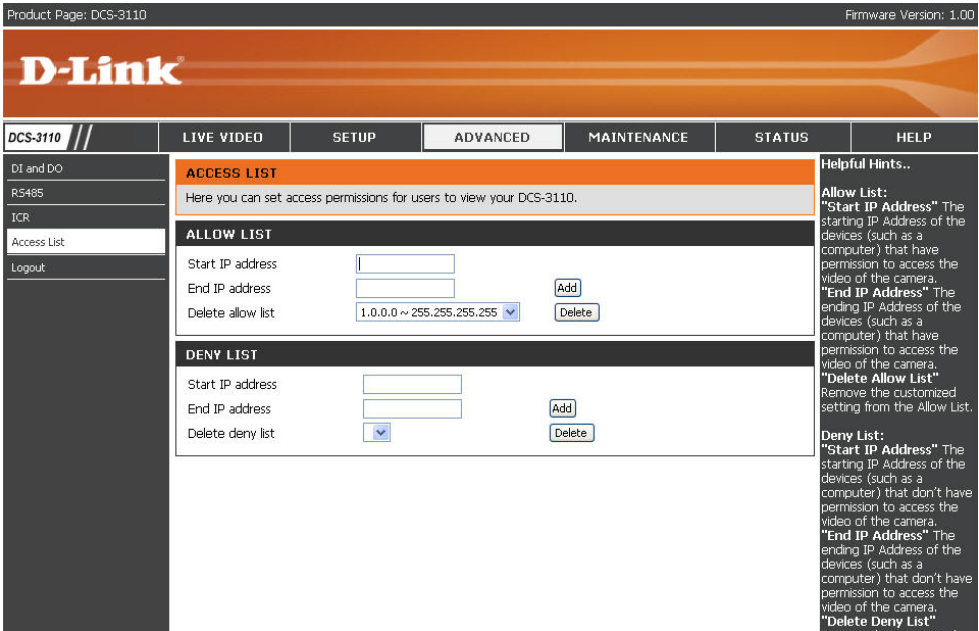 Product Page: DCS-3110
Firmware Version: 1.00
D-Link
DCS-3110
LIVE VIDEO
SETUP
ADVANCED
MAINTENANCE
STATUS
HELP
DI and DO
RS485
ICR
Access List
Logout
ACCESS LIST
Here you can set access permissions for users to view your DCS-3110.
ALLOW LIST
Start IP address
End IP address
Add
Delete allow list
1.0.0.0 ~ 255.255.255.255
Delete
DENY LIST
Start IP address
End IP address
Add
Delete deny list
Delete
Helpful Hints..
Allow List:
"Start IP Address" The
starting IP Address of the
devices (such as a
computer) that have
permission to access the
video of the camera.
"End IP Address" The
ending IP Address of the
devices (such as a
computer) that have
permission to access the
video of the camera.
"Delete Allow List"
Remove the customized
setting from the Allow List.
Deny List:
"Start IP Address" The
starting IP Address of the
devices (such as a
computer) that don't have
permission to access the
video of the camera.
"End IP Address" The
ending IP Address of the
devices (such as a
computer) that don't have
permission to access the
video of the camera.
"Delete Deny List"